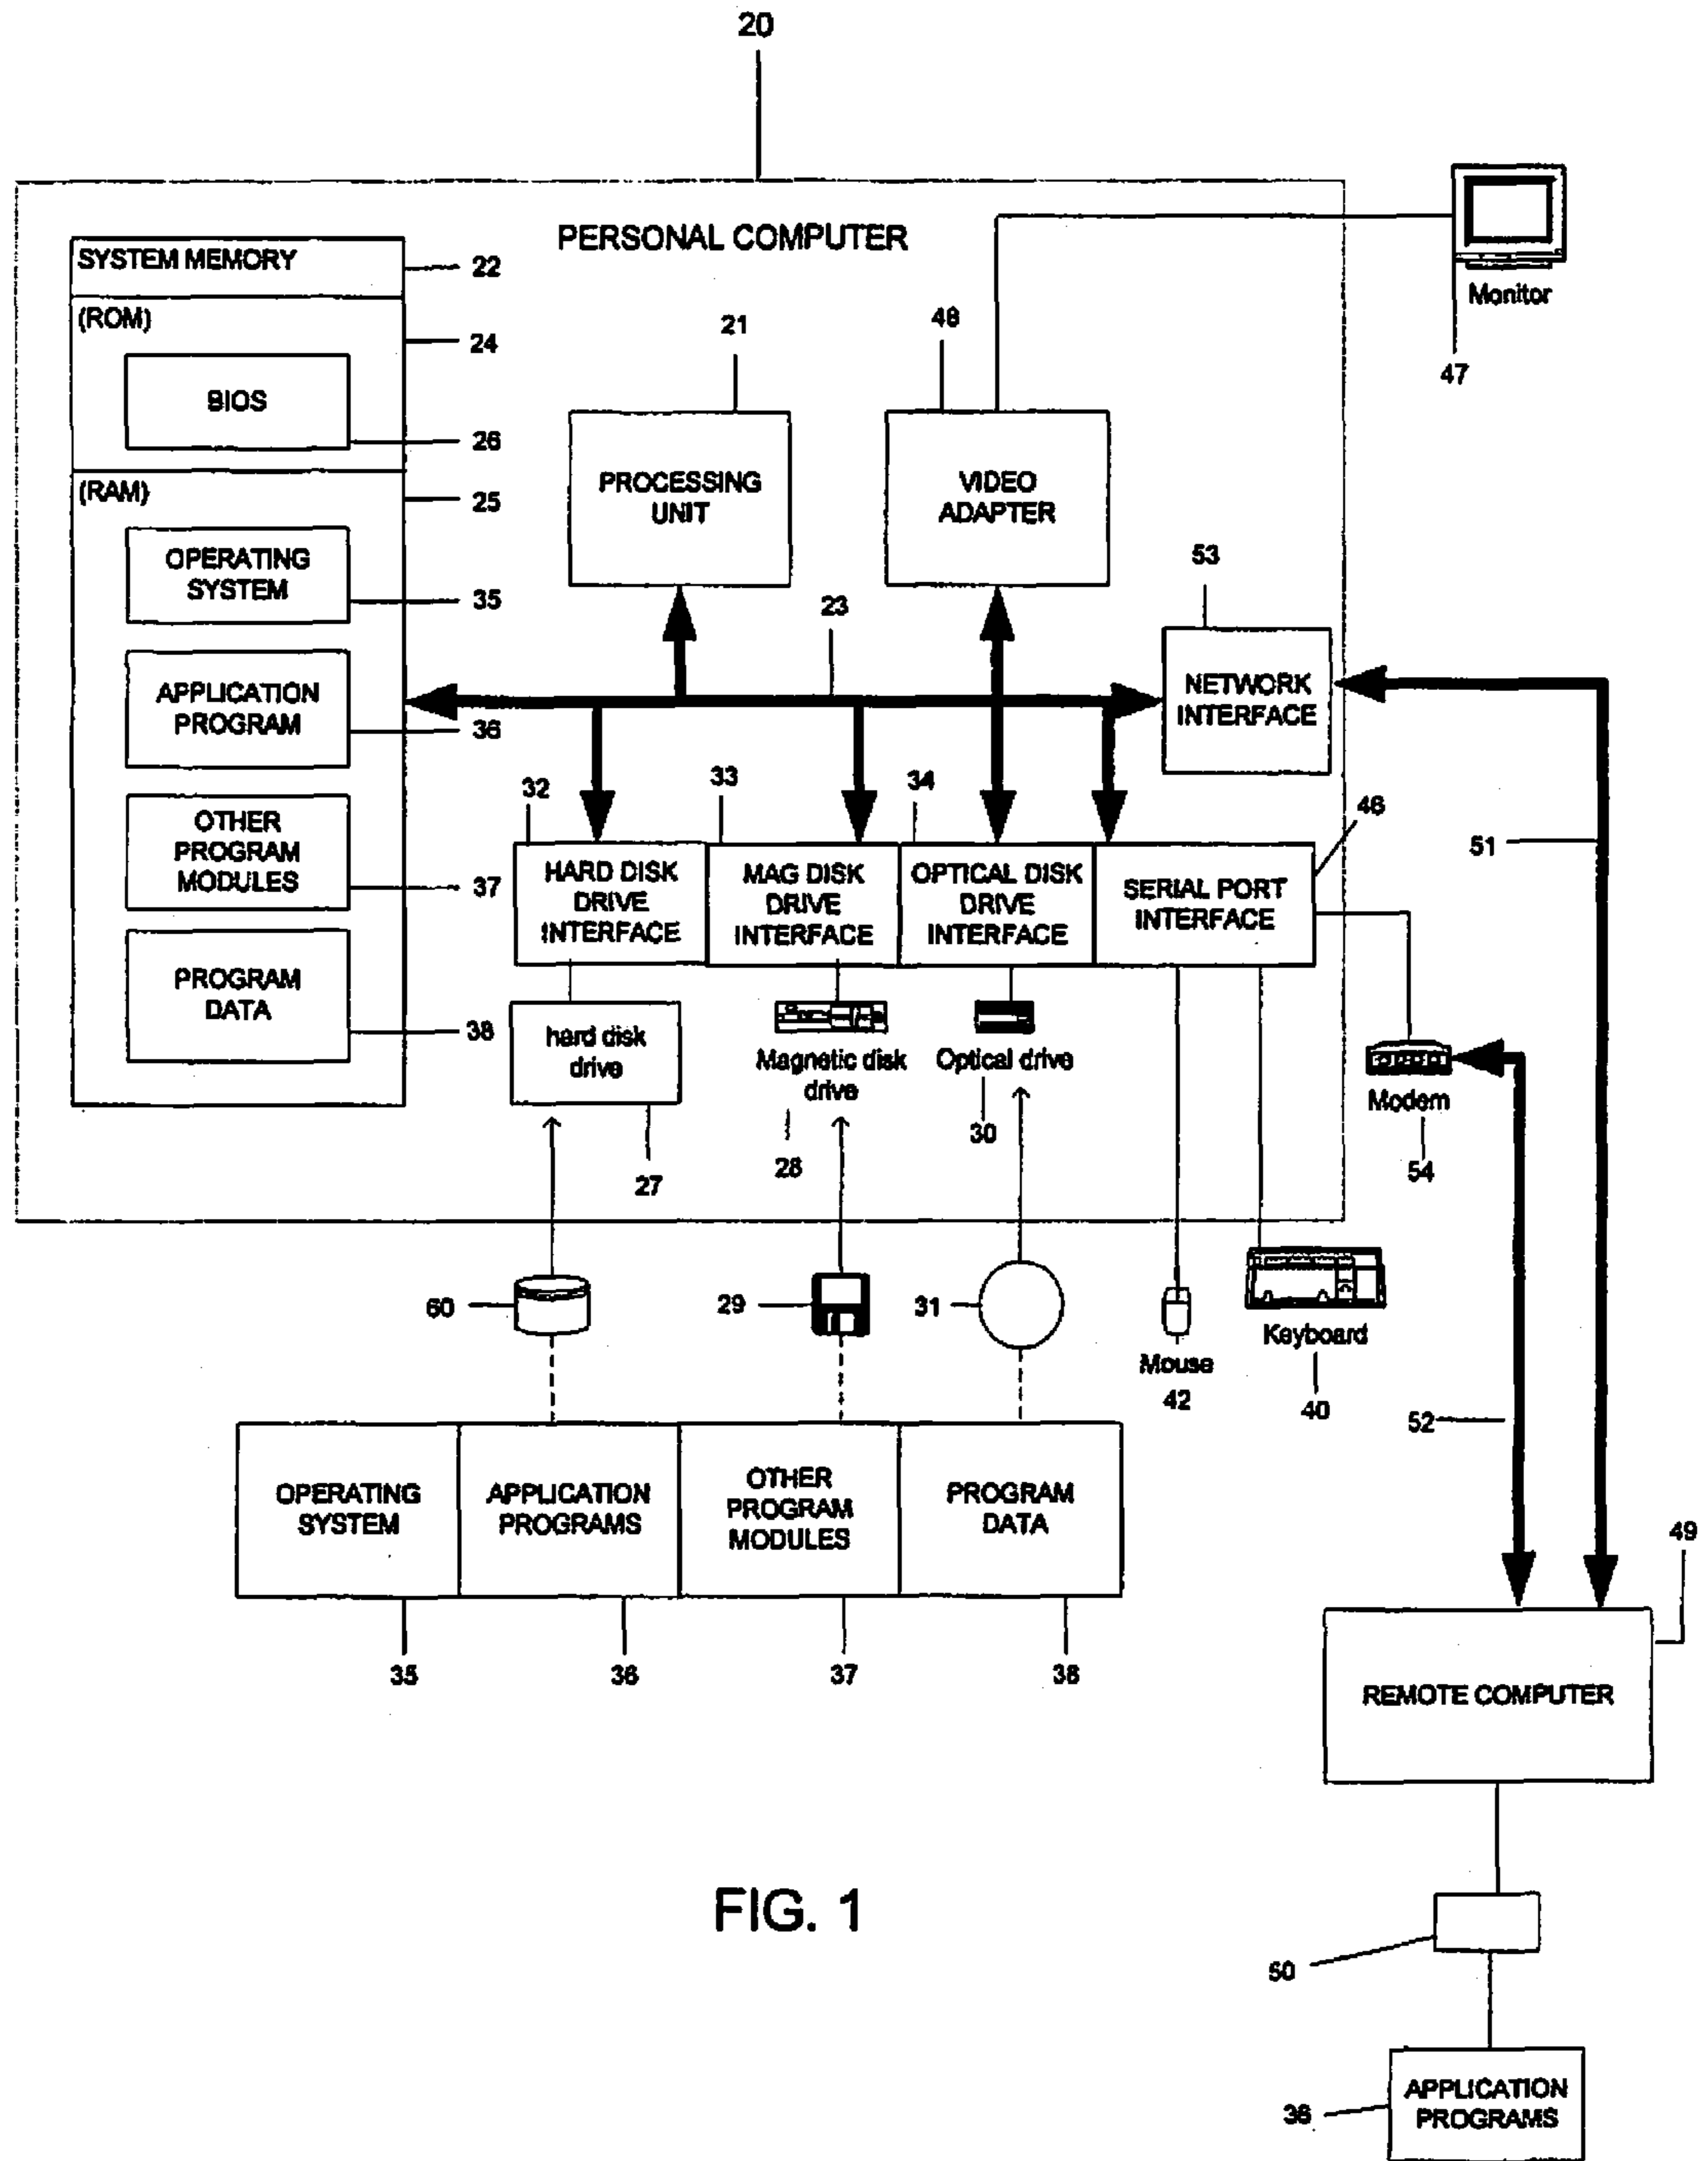 20
PERSONAL COMPUTER
SYSTEM MEMORY
22
(ROM)
24
BIOS
26
(RAM)
25
OPERATING
SYSTEM
35
APPLICATION
PROGRAM
36
OTHER
PROGRAM
MODULES
37
PROGRAM
DATA
38
21
PROCESSING
UNIT
48
VIDEO
ADAPTER
Monitor
47
23
53
NETWORK
INTERFACE
32
HARD DISK
DRIVE
INTERFACE
33
MAG DISK
DRIVE
INTERFACE
34
OPTICAL DISK
DRIVE
INTERFACE
46
SERIAL PORT
INTERFACE
51
hard disk
drive
27
Magnetic disk
drive
28
Optical drive
30
Modem
54
60
29
31
Mouse
42
Keyboard
40
52
OPERATING
SYSTEM
35
APPLICATION
PROGRAMS
36
OTHER
PROGRAM
MODULES
37
PROGRAM
DATA
38
49
REMOTE COMPUTER
50
36
APPLICATION
PROGRAMS
FIG. 1